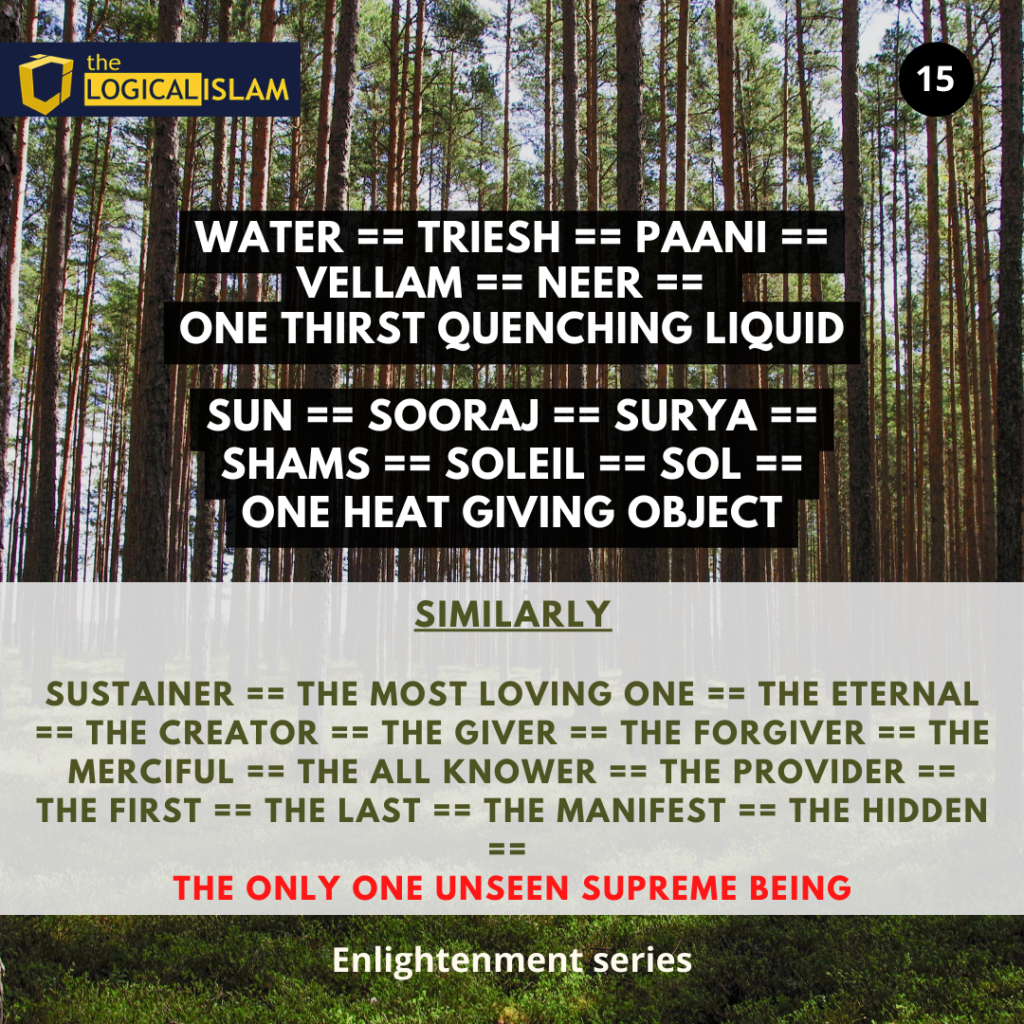 the
LOGICALISLAM
15
WATER == TRIESH == PAANI ==
VELLAM == NEER ==
ONE THIRST QUENCHING LIQUID
SUN == SOORAJ == SURYA ==
SHAMS == SOLEIL == SOL ==
ONE HEAT GIVING OBJECT
SIMILARLY
SUSTAINER == THE MOST LOVING ONE == THE ETERNAL
== THE CREATOR == THE GIVER == THE FORGIVER == THE
MERCIFUL == THE ALL KNOWER == THE PROVIDER ==
THE FIRST == THE LAST == THE MANIFEST == THE HIDDEN
==
THE ONLY ONE UNSEEN SUPREME BEING
Enlightenment series